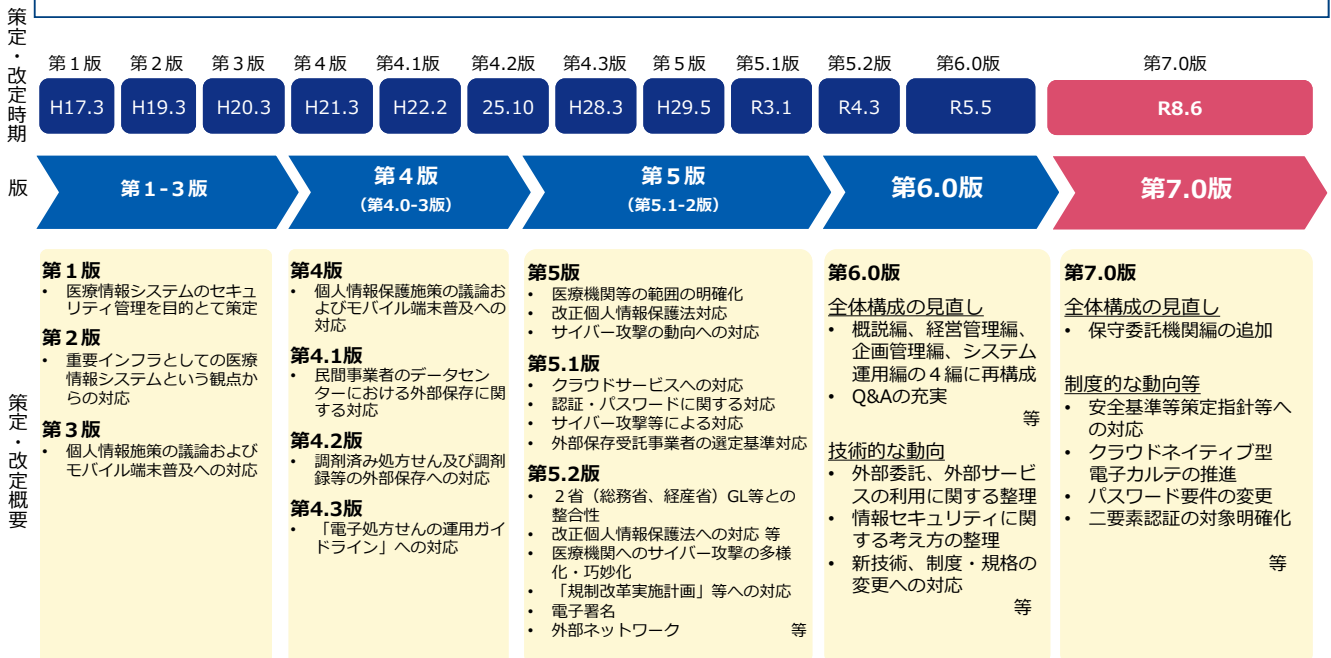 策定・改定時期
第１版 第２版 第３版 第４版 第4.1版 第4.2版 第4.3版 第５版 第5.1版 第5.2版 第6.0版 第7.0版
H17.3 H19.3 H20.3 H21.3 H22.2 25.10 H28.3 H29.5 R3.1 R4.3 R5.5 R8.6
版
第1-3版
第４版
（第4.0-3版）
第５版
（第5.1-2版）
第6.0版
第7.0版
策定・改定概要
第１版
• 医療情報システムのセキュ
リティ管理を目的とて策定
第２版
• 重要インフラとしての医療
情報システムという観点か
らの対応
第３版
• 個人情報施策の議論および
モバイル端末普及への対応
第4版
• 個人情報保護施策の議論お
よびモバイル端末普及への
対応
第4.1版
• 民間事業者のデータセン
ターにおける外部保存に関
する対応
第4.2版
• 調剤済み処方せん及び調剤
録等の外部保存への対応
第4.3版
• 「電子処方せんの運用ガイ
ドライン」への対応
第5版
• 医療機関等の範囲の明確化
• 改正個人情報保護法対応
• サイバー攻撃の動向への対応
第5.1版
• クラウドサービスへの対応
• 認証・パスワードに関する対応
• サイバー攻撃等による対応
• 外部保存受託事業者の選定基準対応
第5.2版
• ２省（総務省、経産省）GL等との
整合性
• 改正個人情報保護法への対応 等
• 医療機関へのサイバー攻撃の多様
化・巧妙化
• 「規制改革実施計画」等への対応
• 電子署名
• 外部ネットワーク 等
第6.0版
全体構成の見直し
• 概説編、経営管理編、
企画管理編、システム
運用編の４編に再構成
• Q&Aの充実
等
技術的な動向
• 外部委託、外部サービ
スの利用に関する整理
• 情報セキュリティに関
する考え方の整理
• 新技術、制度・規格の
変更への対応
等
第7.0版
全体構成の見直し
• 保守委託機関編の追加
制度的な動向等
• 安全基準等策定指針等へ
の対応
• クラウドネイティブ型
電子カルテの推進
• パスワード要件の変更
• 二要素認証の対象明確化
等